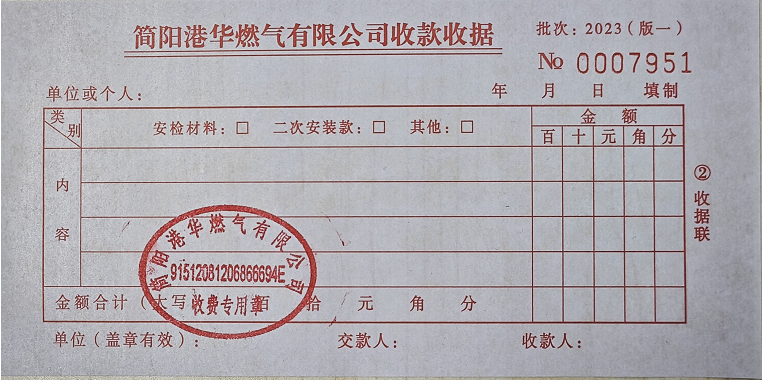 简阳港华燃气有限公司收款收据
批次：2023（版一）
№ 0007951
单位或个人： 年 月 日 填制
类别 安检材料：□ 二次安装款：□ 其他：□ 金额
百 十 元 角 分
内容
②收据联
简阳港华燃气有限公司
91512081206866694E
收费专用章
金额合计（大写 佰 拾 元 角 分
单位（盖章有效）： 交款人： 收款人：